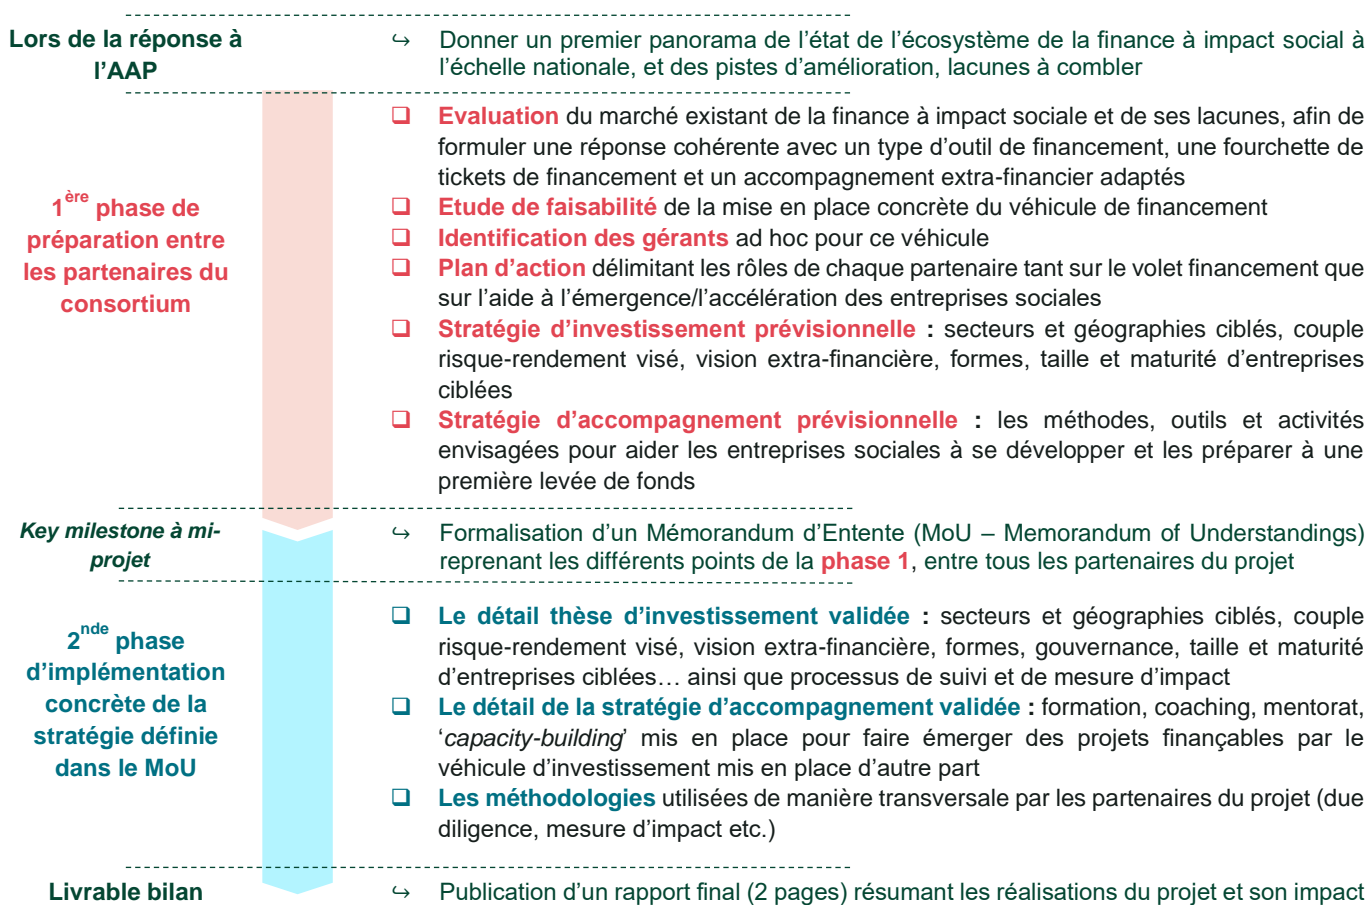 Lors de la réponse à
l'AAP
↪ Donner un premier panorama de l'état de l'écosystème de la finance à impact social à
l'échelle nationale, et des pistes d'amélioration, lacunes à combler
1ère phase de
préparation entre
les partenaires du
consortium
❑ Evaluation du marché existant de la finance à impact sociale et de ses lacunes, afin de
formuler une réponse cohérente avec un type d'outil de financement, une fourchette de
tickets de financement et un accompagnement extra-financier adaptés
❑ Etude de faisabilité de la mise en place concrète du véhicule de financement
❑ Identification des gérants ad hoc pour ce véhicule
❑ Plan d'action délimitant les rôles de chaque partenaire tant sur le volet financement que
sur l'aide à l'émergence/l'accélération des entreprises sociales
❑ Stratégie d'investissement prévisionnelle : secteurs et géographies ciblés, couple
risque-rendement visé, vision extra-financière, formes, taille et maturité d'entreprises
ciblées
❑ Stratégie d'accompagnement prévisionnelle : les méthodes, outils et activités
envisagées pour aider les entreprises sociales à se développer et les préparer à une
première levée de fonds
Key milestone à mi-
projet
↪ Formalisation d'un Mémorandum d'Entente (MoU – Memorandum of Understandings)
reprenant les différents points de la phase 1, entre tous les partenaires du projet
2nde phase
d'implémentation
concrète de la
stratégie définie
dans le MoU
❑ Le détail thèse d'investissement validée : secteurs et géographies ciblés, couple
risque-rendement visé, vision extra-financière, formes, gouvernance, taille et maturité
d'entreprises ciblées… ainsi que processus de suivi et de mesure d'impact
❑ Le détail de la stratégie d'accompagnement validée : formation, coaching, mentorat,
'capacity-building' mis en place pour faire émerger des projets finançables par le
véhicule d'investissement mis en place d'autre part
❑ Les méthodologies utilisées de manière transversale par les partenaires du projet (due
diligence, mesure d'impact etc.)
Livrable bilan
↪ Publication d'un rapport final (2 pages) résumant les réalisations du projet et son impact